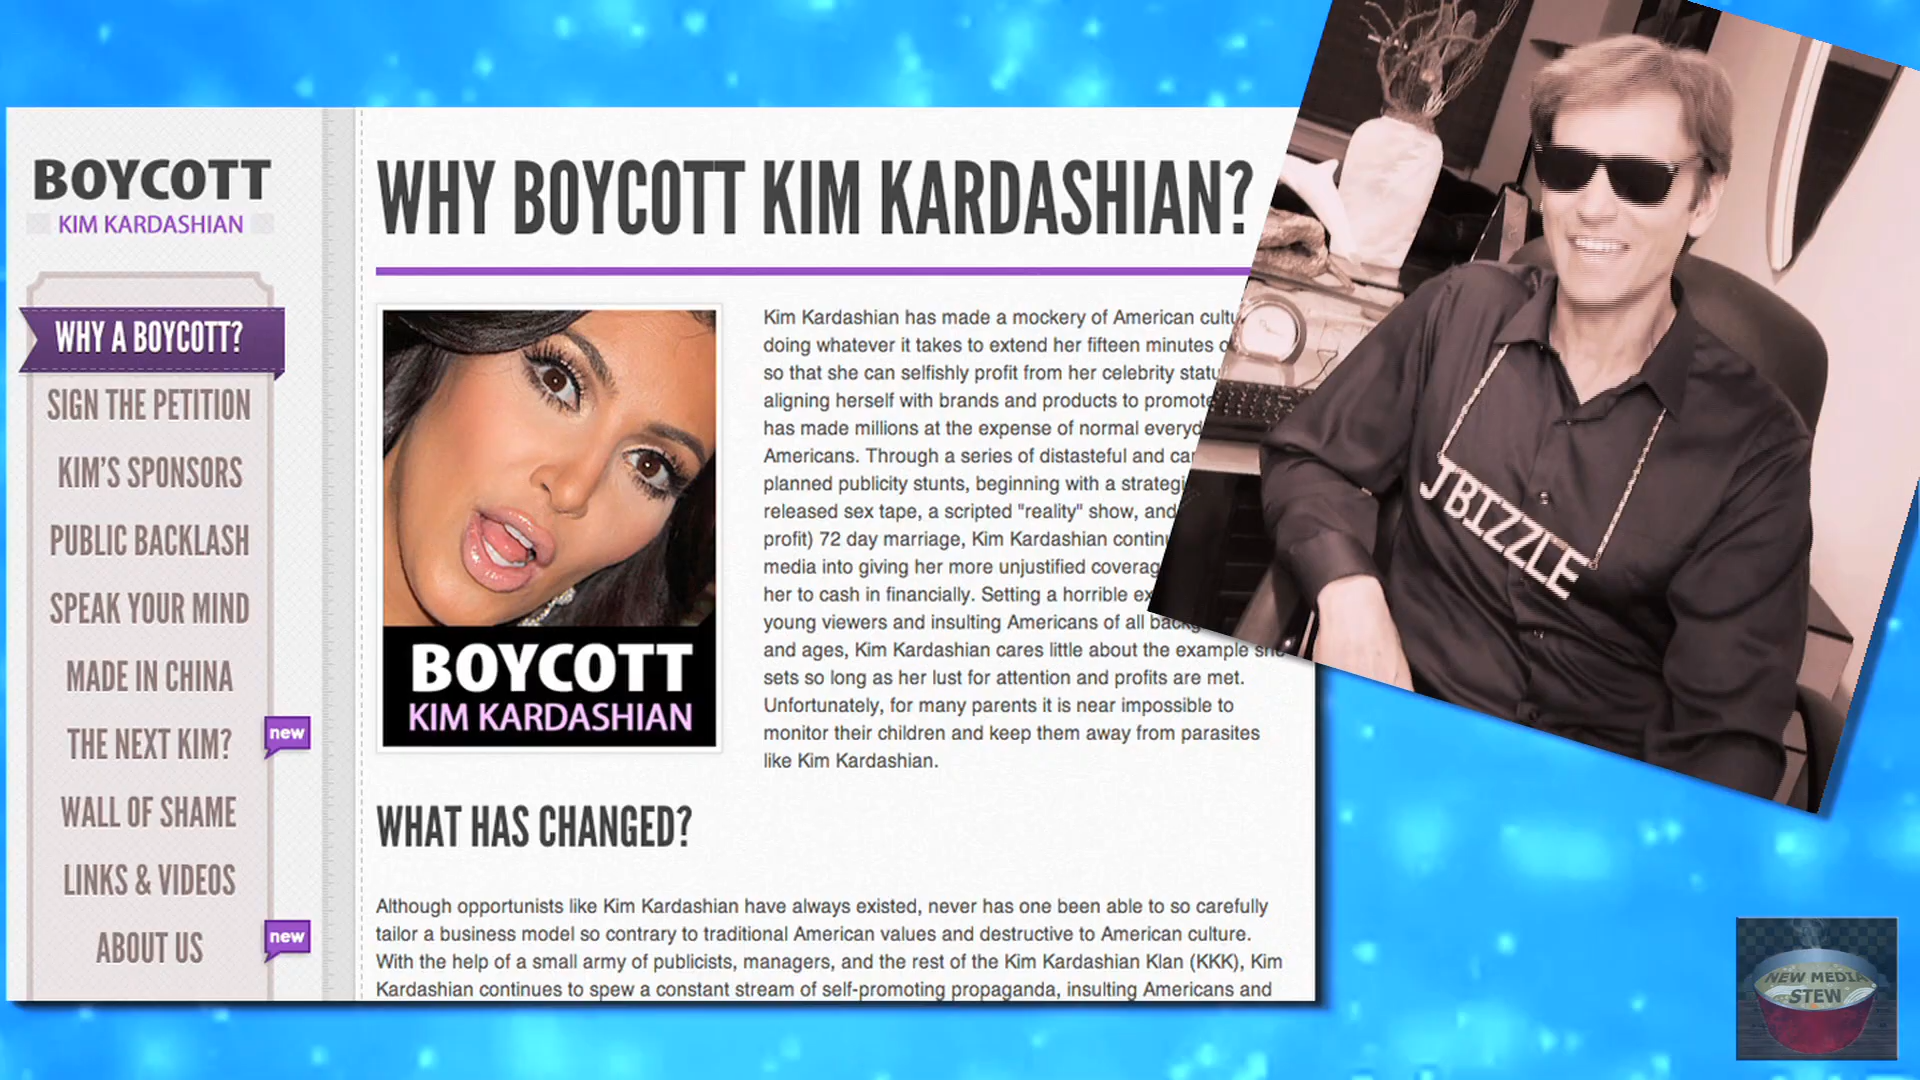 BOYCOTT
KIM KARDASHIAN
WHY A BOYCOTT?
SIGN THE PETITION
KIM'S SPONSORS
PUBLIC BACKLASH
SPEAK YOUR MIND
MADE IN CHINA
THE NEXT KIM?
new
WALL OF SHAME
LINKS & VIDEOS
ABOUT US
new
WHY BOYCOTT KIM KARDASHIAN?
BOYCOTT
KIM KARDASHIAN
Kim Kardashian has made a mockery of American
doing whatever it takes to extend her fifteen minutes
so that she can selfishly profit from her celebrity
aligning herself with brands and products to promote
has made millions at the expense of normal
Americans. Through a series of distasteful and
planned publicity stunts, beginning with a
released sex tape, a scripted "reality" show, and
profit) 72 day marriage, Kim Kardashian
media into giving her more unjustified
her to cash in financially. Setting a horrible
young viewers and insulting Americans of all
and ages, Kim Kardashian cares little about the example she
sets so long as her lust for attention and profits are met.
Unfortunately, for many parents it is near impossible to
monitor their children and keep them away from parasites
like Kim Kardashian.
WHAT HAS CHANGED?
Although opportunists like Kim Kardashian have always existed, never has one been able to so carefully
tailor a business model so contrary to traditional American values and destructive to American culture.
With the help of a small army of publicists, managers, and the rest of the Kim Kardashian Klan (KKK), Kim
Kardashian continues to spew a constant stream of self-promoting propaganda, insulting Americans and
JBIZZLE
NEW MEDIA
STEW